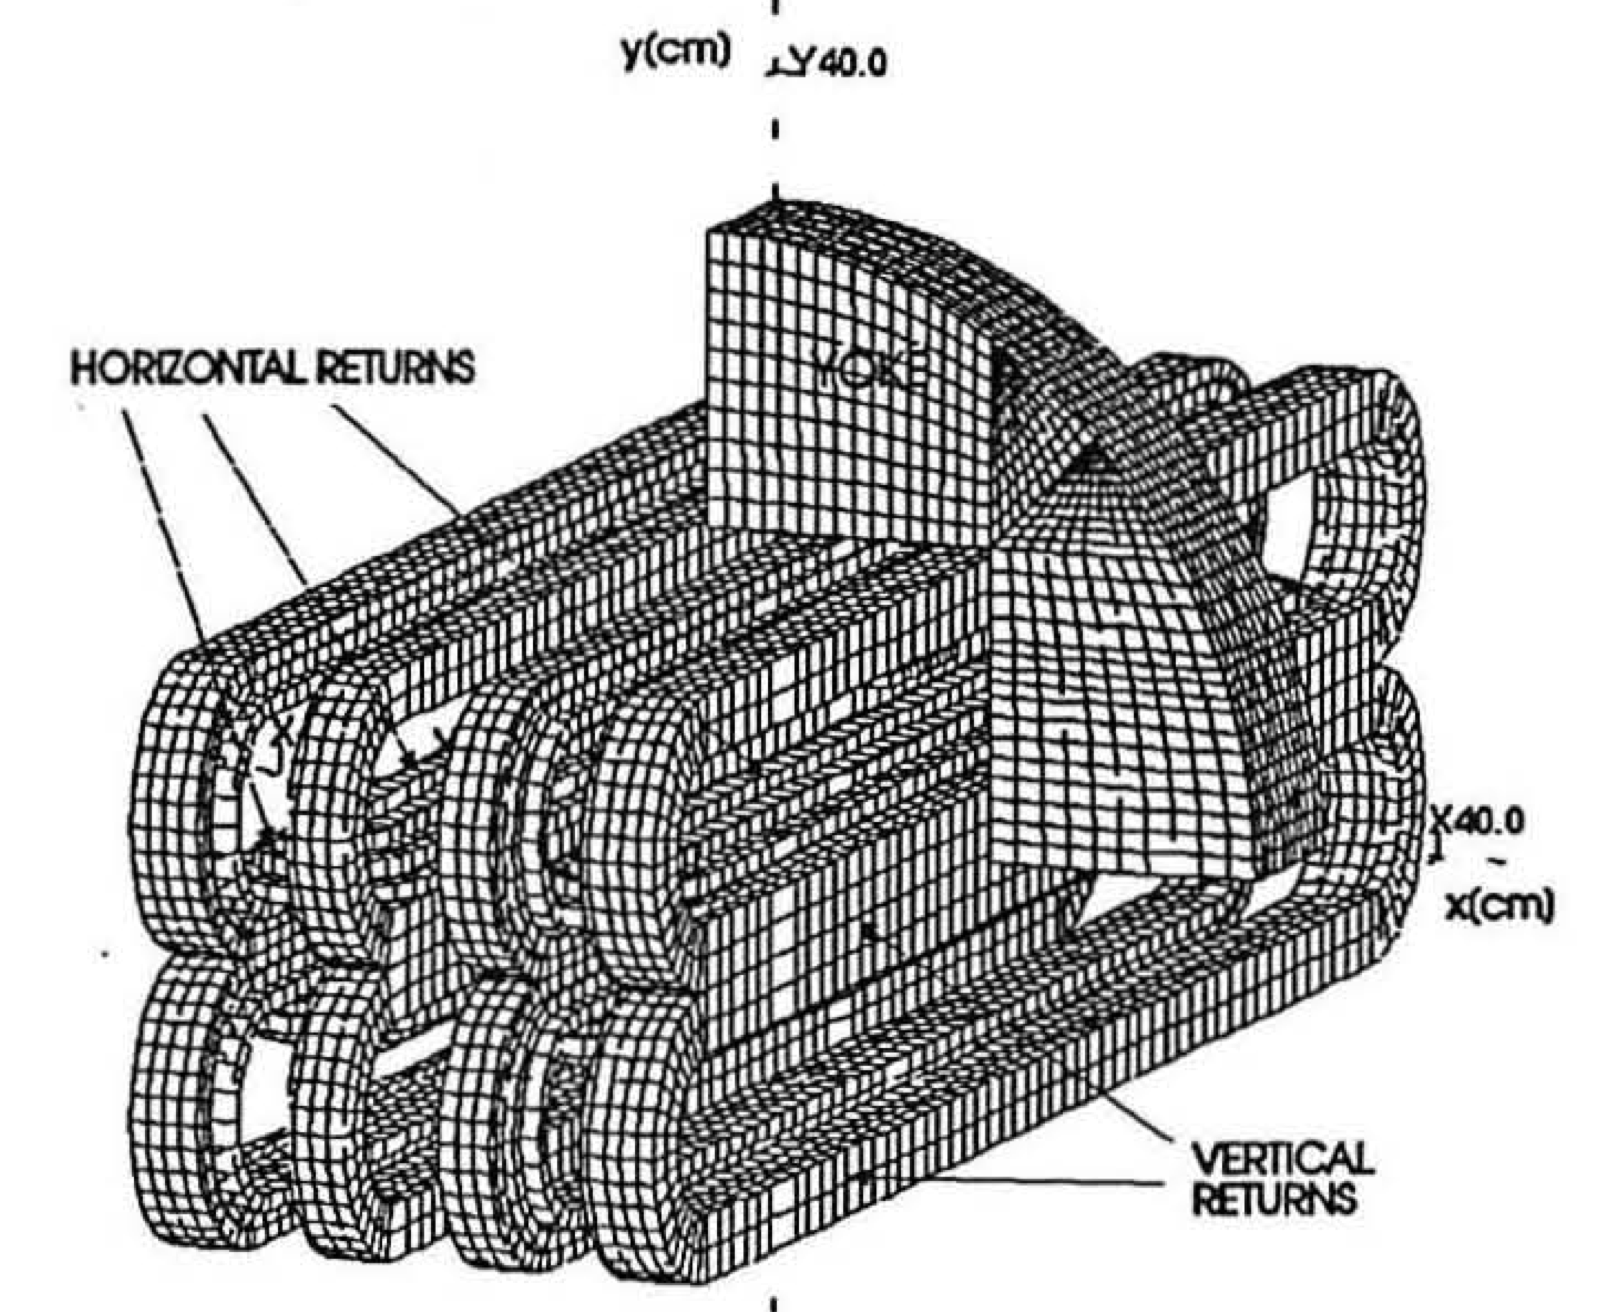 y(cm) Y40.0
YOKE
HORIZONTAL RETURNS
X40.0
x(cm)
VERTICAL
RETURNS